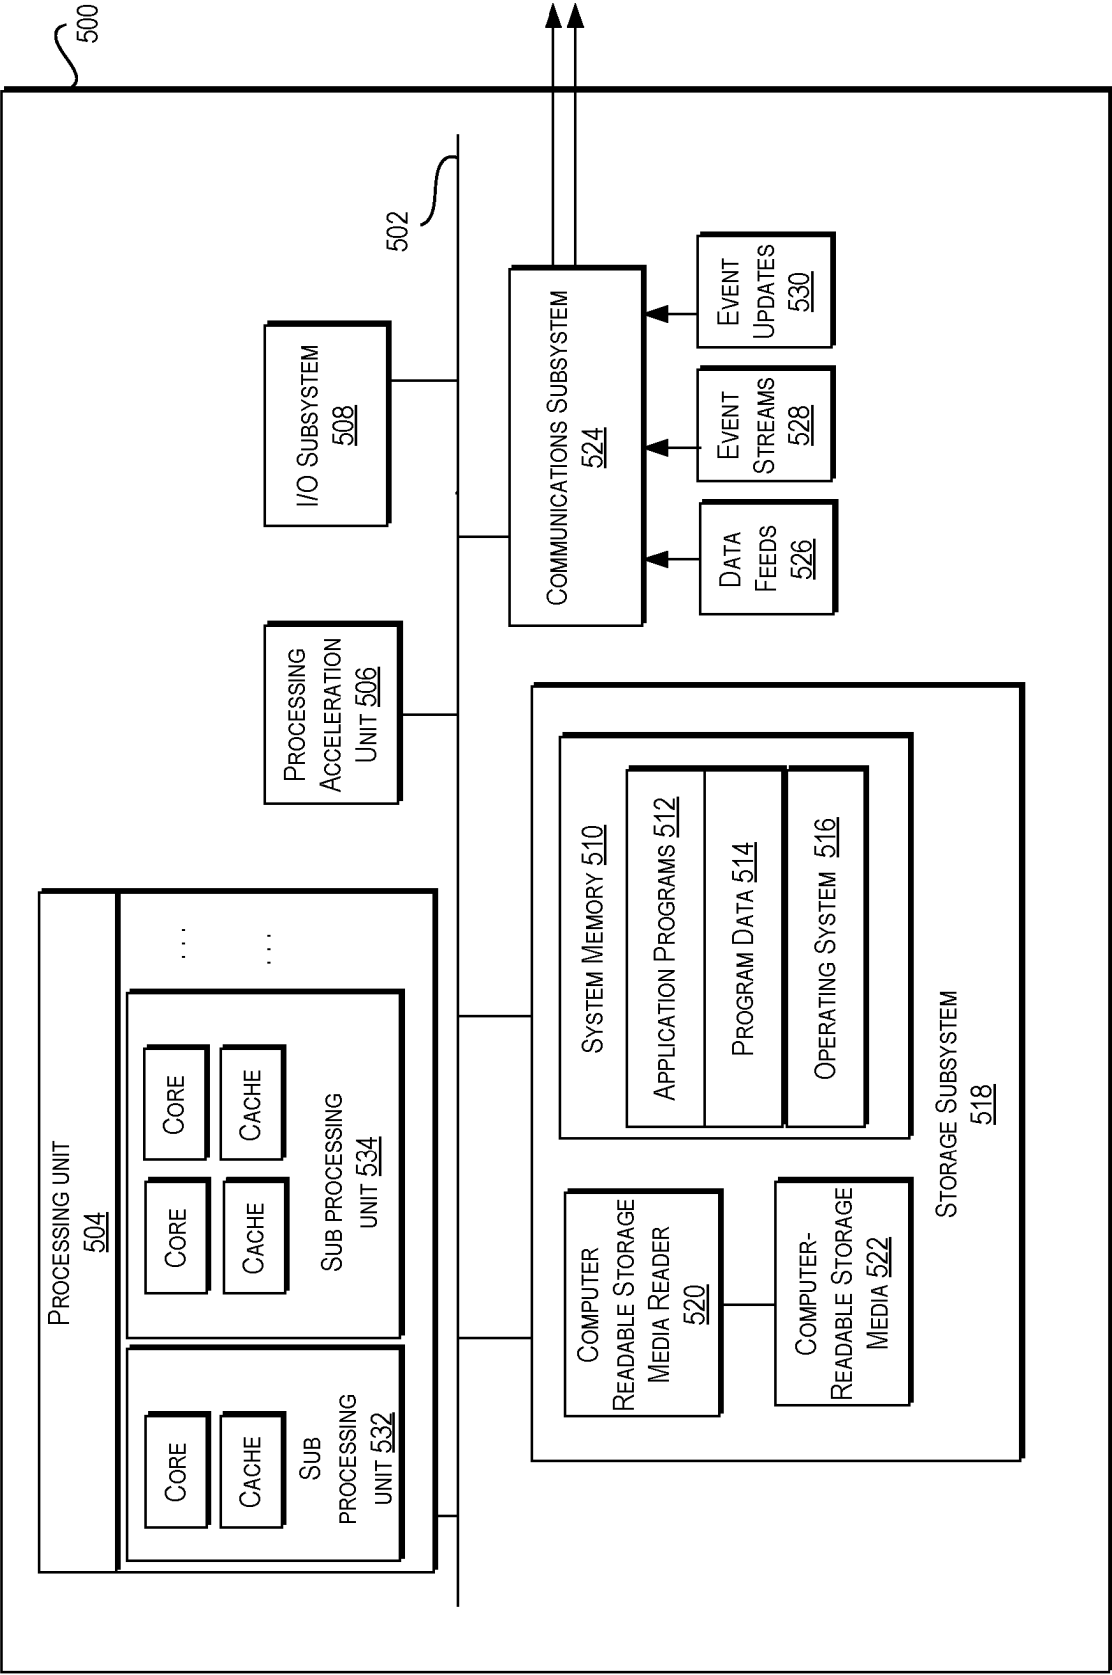 500
PROCESSING UNIT
504
CORE
CACHE
SUB
PROCESSING
UNIT 532
CORE
CORE
CACHE
CACHE
SUB PROCESSING
UNIT 534
...
...
PROCESSING
ACCELERATION
UNIT 506
I/O SUBSYSTEM
508
502
COMPUTER
READABLE STORAGE
MEDIA READER
520
COMPUTER-
READABLE STORAGE
MEDIA 522
SYSTEM MEMORY 510
APPLICATION PROGRAMS 512
PROGRAM DATA 514
OPERATING SYSTEM 516
STORAGE SUBSYSTEM
518
COMMUNICATIONS SUBSYSTEM
524
DATA
FEEDS
526
EVENT
STREAMS
528
EVENT
UPDATES
530